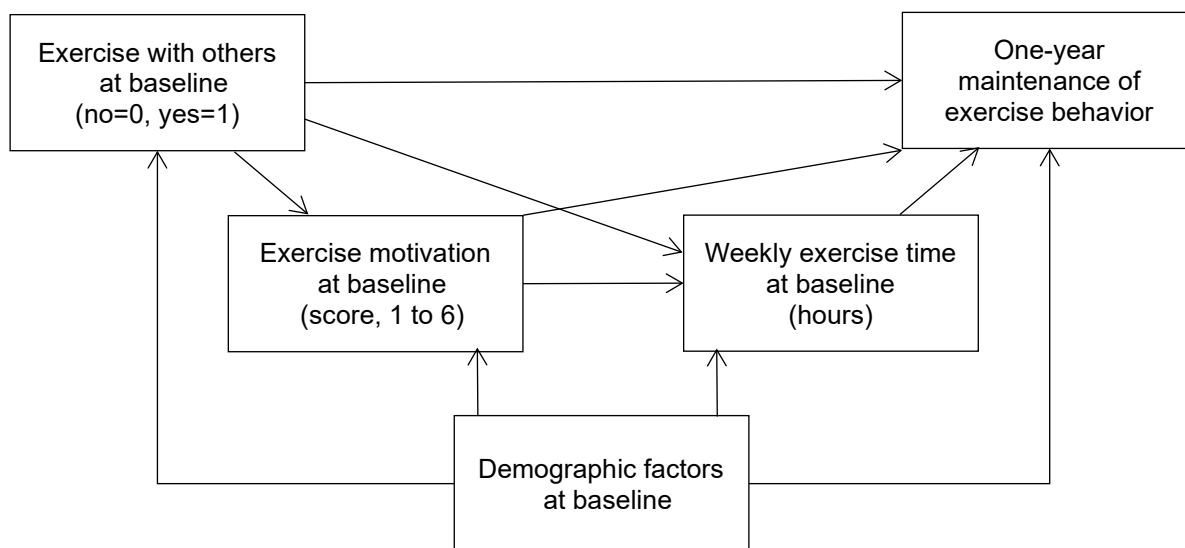 Exercise with others
at baseline
(no=0, yes=1)
One-year
maintenance of
exercise behavior
Exercise motivation
at baseline
(score, 1 to 6)
Weekly exercise time
at baseline
(hours)
Demographic factors
at baseline